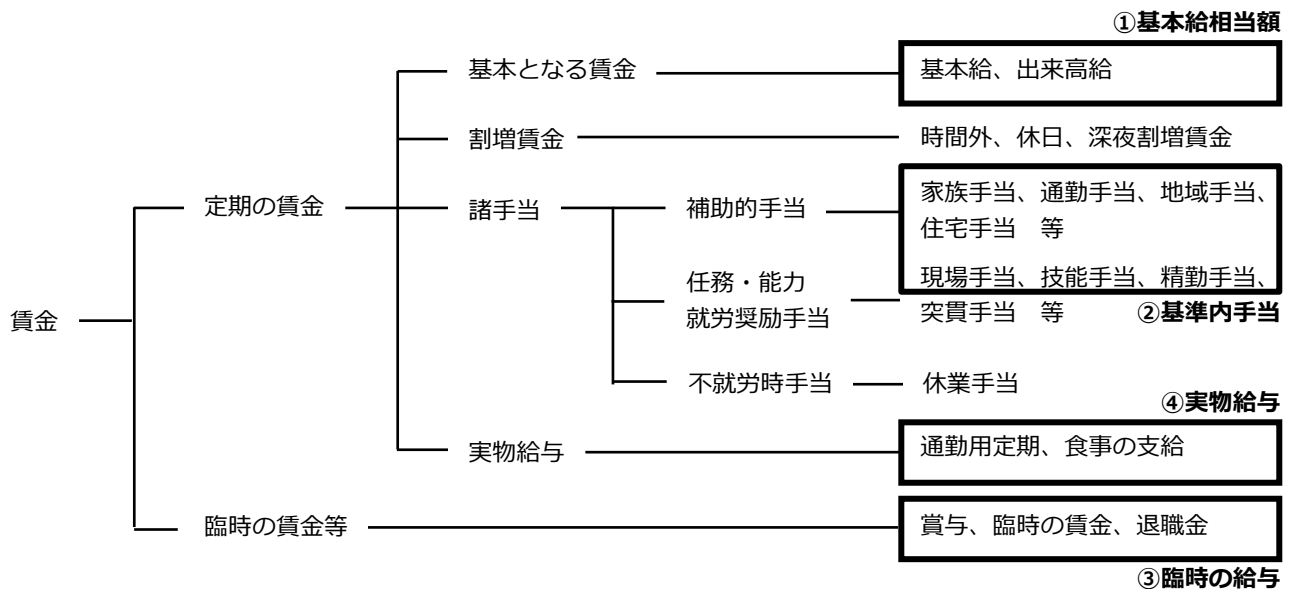 ①基本給相当額
基本となる賃金
基本給、出来高給
割増賃金
時間外、休日、深夜割増賃金
賃金
定期の賃金
諸手当
補助的手当
家族手当、通勤手当、地域手当、
住宅手当　等
任務・能力
就労奨励手当
現場手当、技能手当、精勤手当、
突貫手当　等
②基準内手当
不就労時手当
休業手当
④実物給与
実物給与
通勤用定期、食事の支給
臨時の賃金等
賞与、臨時の賃金、退職金
③臨時の給与